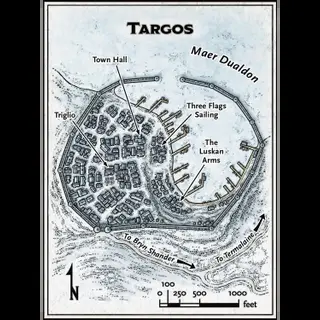 TARGOS
Maer Dualdon
Town Hall
Triglio
Three Flags
Sailing
The
Luskan
Arms
To Bryn Shander
To Termalaine
N
100
0 250 500 1000
feet